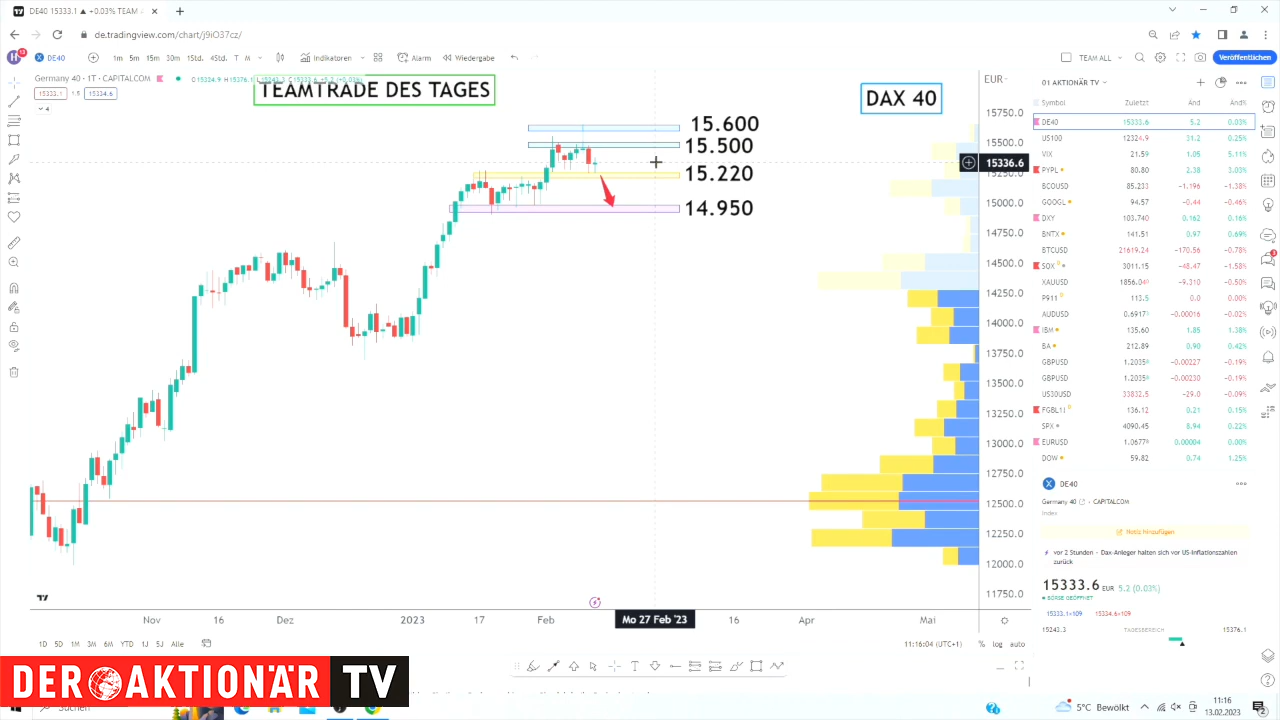 DE40 15333.1 ▲ +0.03% TEAM
de.tradingview.com/chart/j9iO37cz/
DE40
1m 5m 15m 30m 1Std. 4Std. T M
Indikatoren
Alarm
Wiedergabe
TEAM ALL
Veröffentlichen
Germany 40 · 1T · CAPITALCOM
15333.1 1.5 15334.6
4
TEAMTRADE DES TAGES
DAX 40
15.600
15.500
15.220
14.950
EUR
15750.0
15500.0
15336.6
15250.0
15000.0
14750.0
14500.0
14250.0
14000.0
13750.0
13500.0
13250.0
13000.0
12750.0
12500.0
12250.0
12000.0
11750.0
Nov 16 Dez 2023 17 Feb Mo 27 Feb '23 16 Apr Mai
1D 5D 1M 3M 6M YTD 1J 5J Alle
11:16:04 (UTC+1) % log auto
01 AKTIONÄR TV
Symbol Zuletzt Änd Änd%
DE40 15333.6 5.2 0.03%
US100 12324.9 31.2 0.25%
VIX 21.59 1.05 5.11%
PYPL 80.80 2.38 3.03%
BCOUSD 85.233 -1.196 -1.38%
GOOGL 94.57 -0.44 -0.46%
DXY 103.740 0.162 0.16%
BNTX 141.51 0.97 0.69%
BTCUSD 21619.24 -170.56 -0.78%
SOX 3011.15 -48.47 -1.58%
XAUUSD 1856.04 -9.310 -0.50%
P911 113.5 0.0 0.00%
AUDUSD 0.6917 -0.00016 -0.02%
IBM 135.60 1.85 1.38%
BA 212.89 0.90 0.42%
GBPUSD 1.2035 -0.00227 -0.19%
GBPUSD 1.2035 -0.00230 -0.19%
US30USD 33832.5 -29.0 -0.09%
FGBL1! 136.12 0.21 0.15%
SPX 4090.45 8.94 0.22%
EURUSD 1.0677 0.00004 0.00%
DOW 59.82 0.74 1.25%
DE40
Germany 40 · CAPITALCOM
Index
Notiz hinzufügen
vor 2 Stunden · Dax-Anleger halten sich vor US-Inflationszahlen
zurück
15333.6 EUR 5.2 (0.03%)
BÖRSE GEÖFFNET
15333.1×109 15334.6×109
15243.3 TAGESBEREICH 15376.1
DER AKTIONÄR TV
Suchen
5°C Bewölkt
11:16
13.02.2023